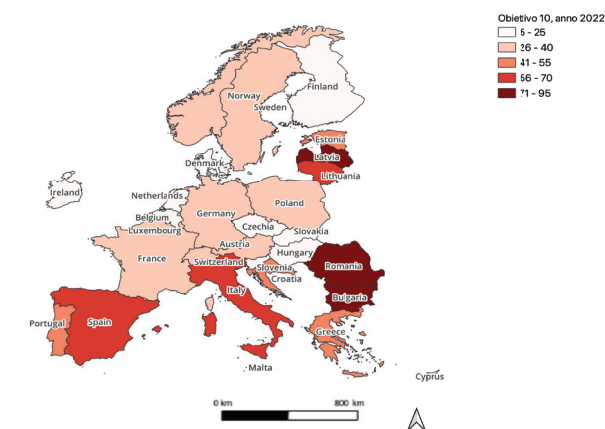 Obietivo 10, anno 2022
5 - 25
26 - 40
41 - 55
56 - 70
71 - 95
Finland
Norway
Sweden
Estonia
Latvia
Denmark
Lithuania
Ireland
Netherlands
Poland
Germany
Belgium
Czechia
Luxembourg
Slovakia
Austria
Hungary
France
Switzerland
Slovenia
Romania
Croatia
Italy
Bugaria
Portugal
Spain
Greece
Malta
Cyprus
0 km 800 km